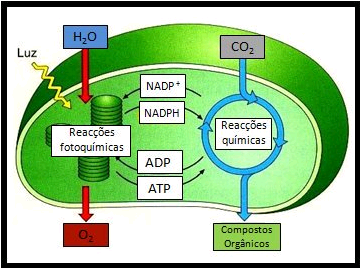 H₂O
CO₂
Luz
NADP⁺
NADPH
Reacções
fotoquímicas
Reacções
químicas
ADP
ATP
O₂
Compostos
Orgânicos